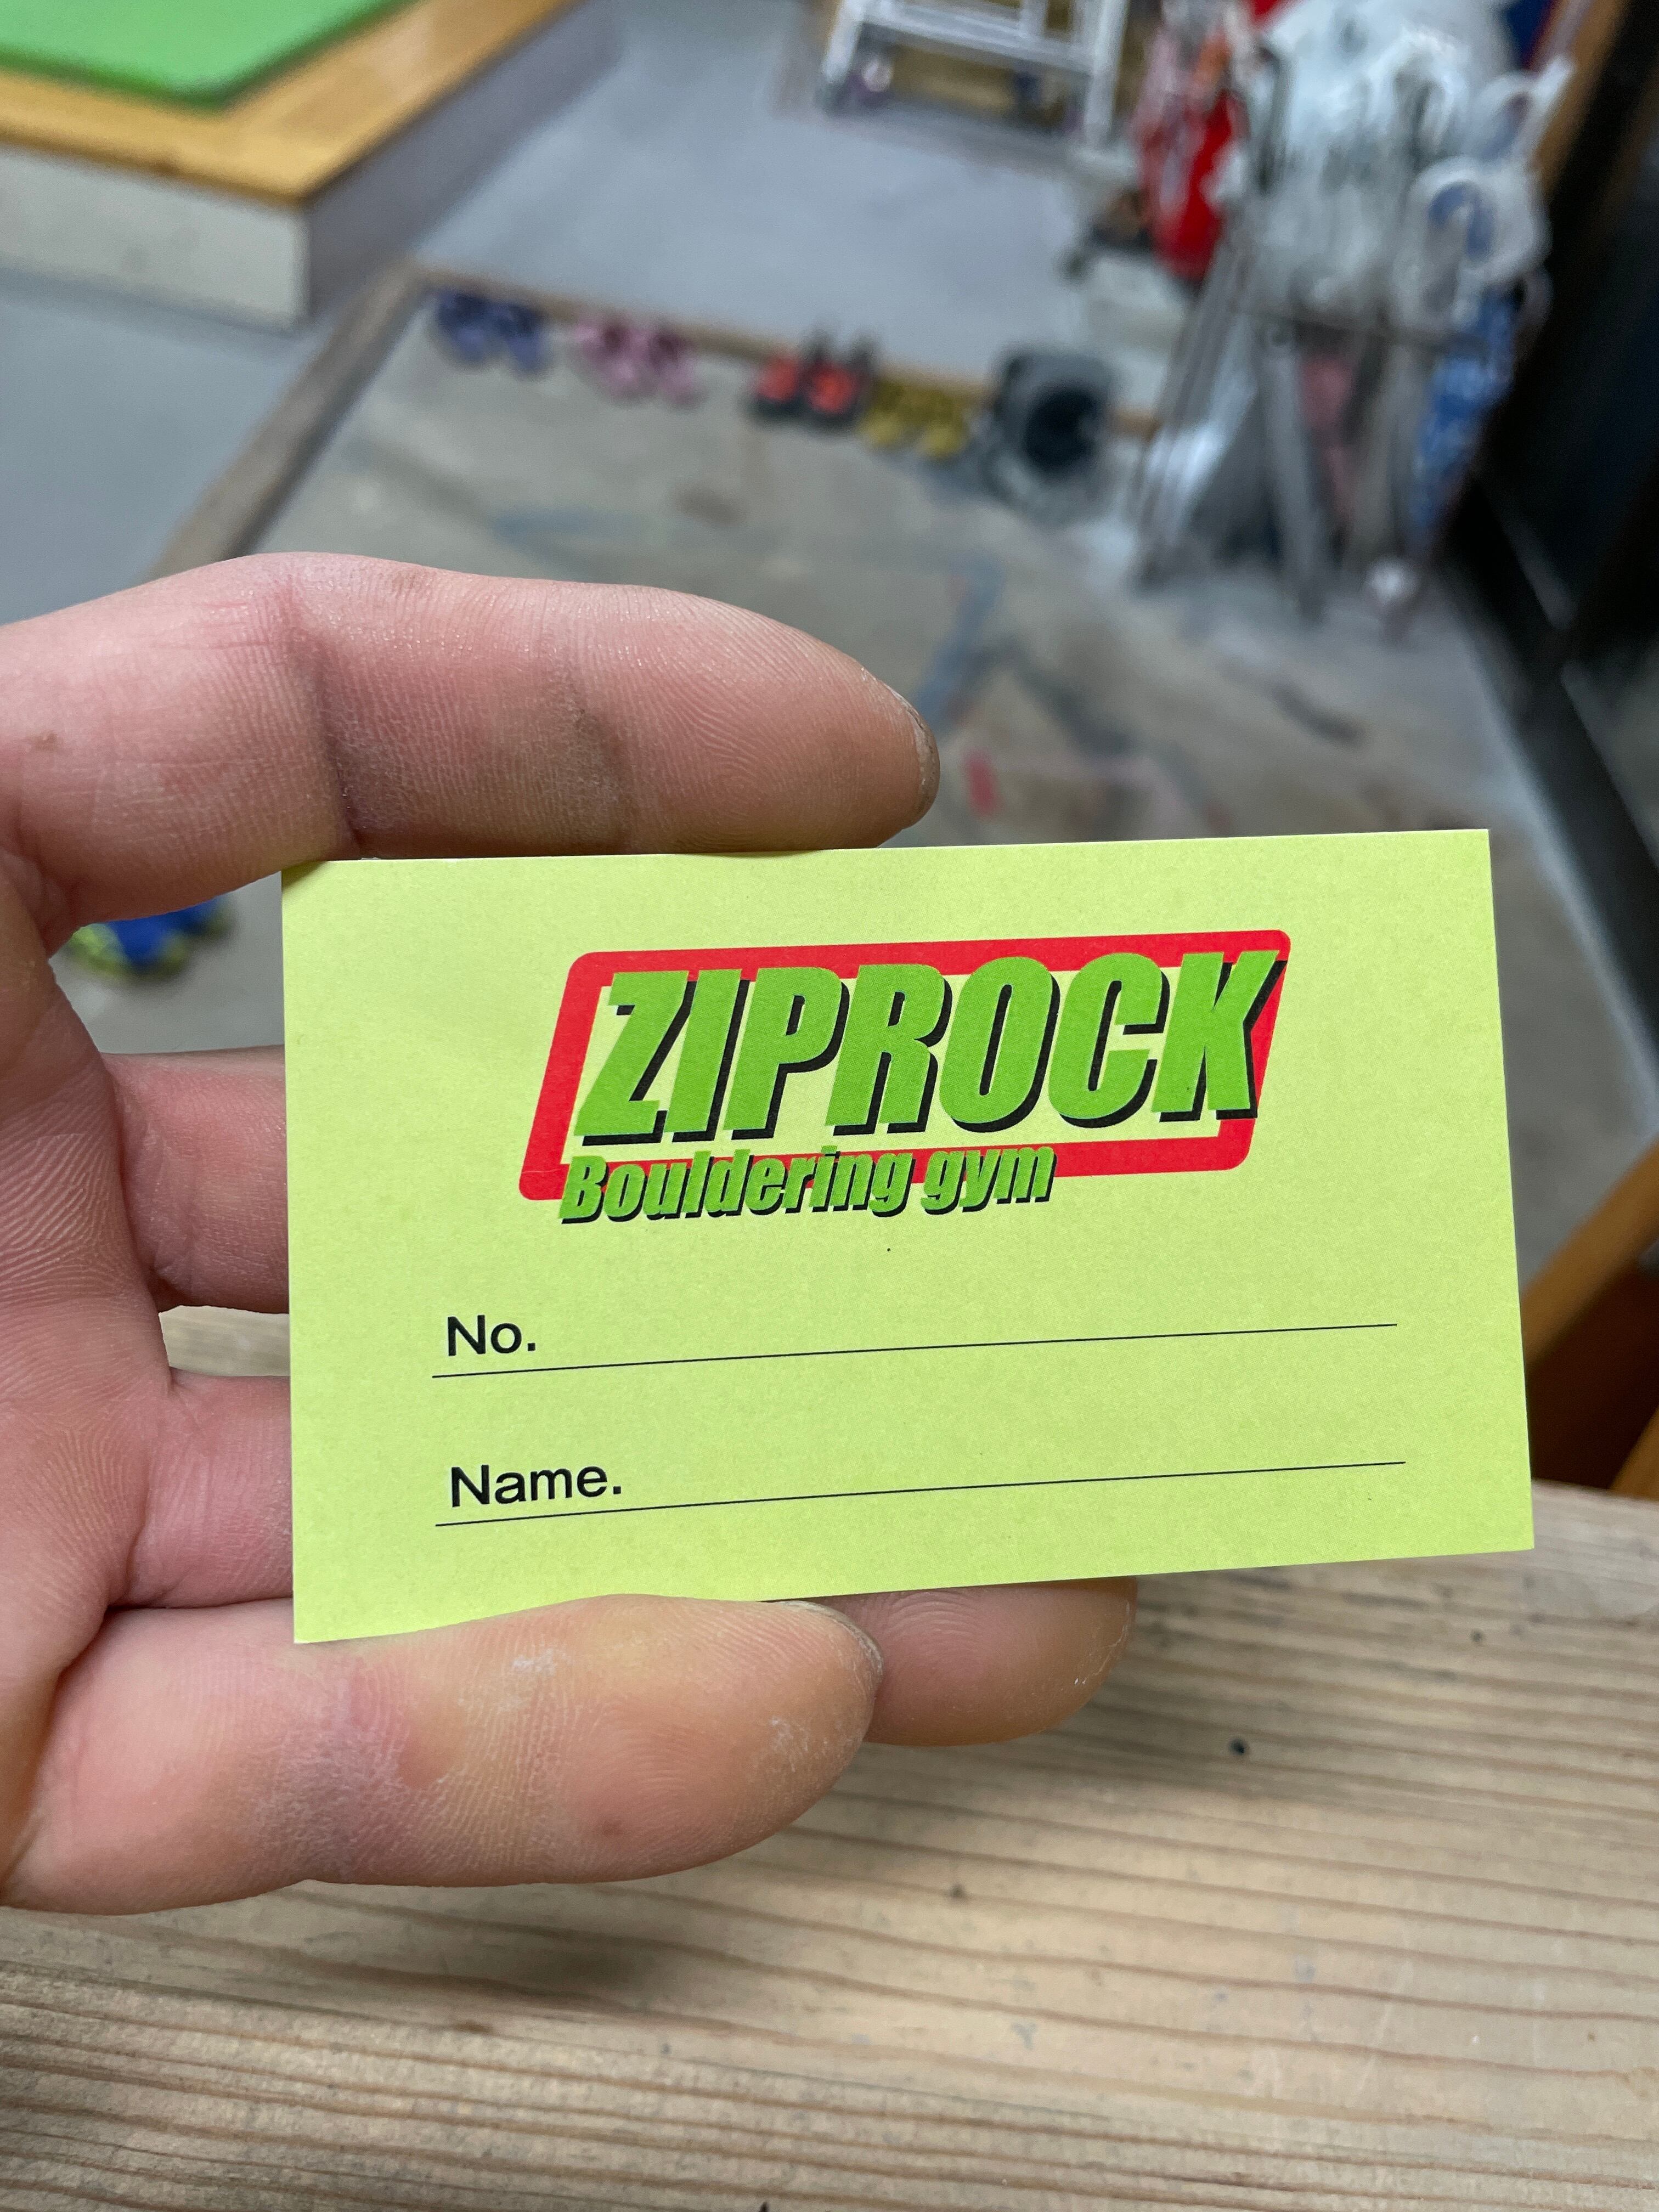 ZIPROCK
Bouldering gym
No.
Name.